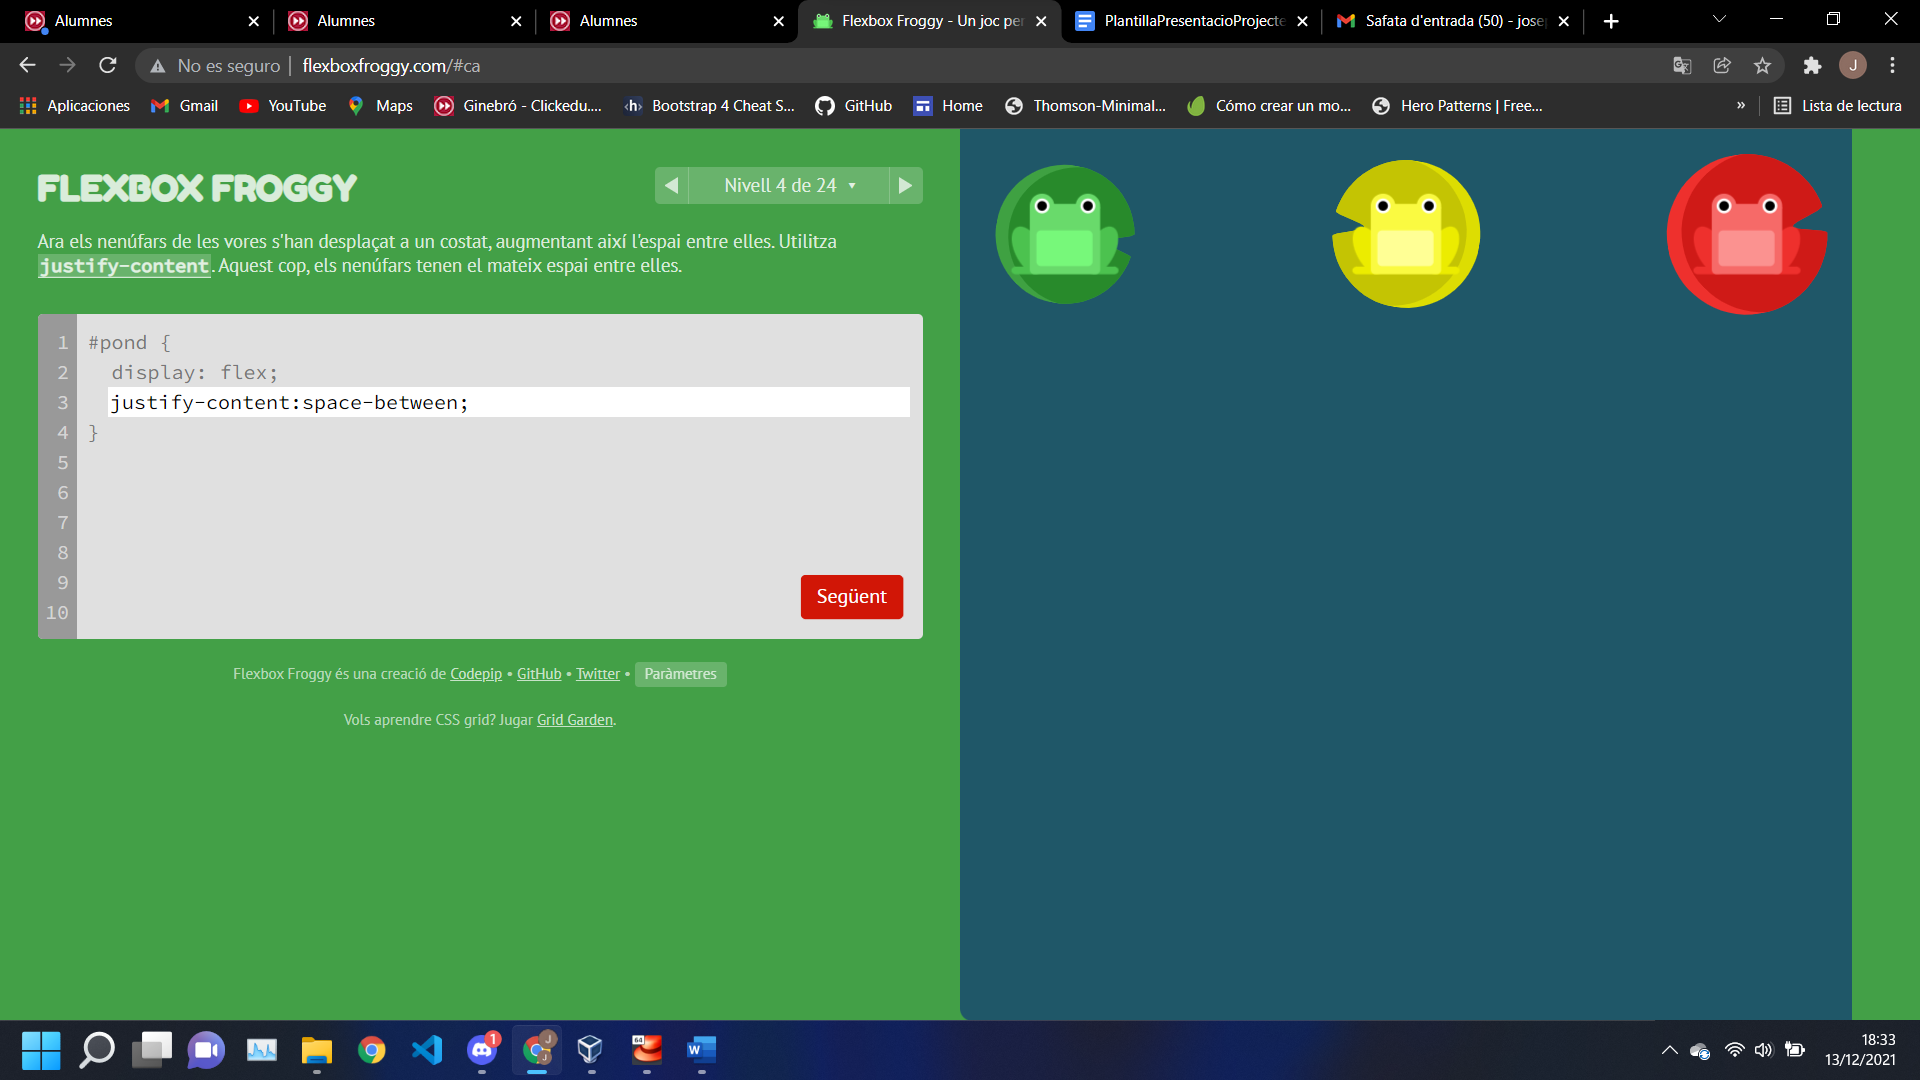 Alumnes
Alumnes
Alumnes
Flexbox Froggy - Un joc per
PlantillaPresentacioProjecte
Safata d'entrada (50) - jose
No es seguro
flexboxfroggy.com/#ca
J
Aplicaciones
Gmail
YouTube
Maps
Ginebró - Clickedu....
Bootstrap 4 Cheat S...
GitHub
Home
Thomson-Minimal...
Cómo crear un mo...
Hero Patterns | Free...
»
Lista de lectura
FLEXBOX FROGGY
Nivell 4 de 24
Ara els nenúfars de les vores s'han desplaçat a un costat, augmentant així l'espai entre elles. Utilitza
justify-content. Aquest cop, els nenúfars tenen el mateix espai entre elles.
1 #pond {
2 display: flex;
3 justify-content:space-between;
4 }
5
6
7
8
9
10
Següent
Flexbox Froggy és una creació de Codepip • GitHub • Twitter • Paràmetres
Vols aprendre CSS grid? Jugar Grid Garden.
1
J
J
64
W
18:33
13/12/2021